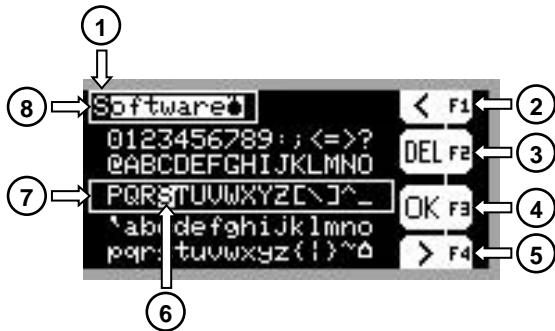 1
8 Software < F1 2
0123456789:;<=>?
@ABCDEFGHIJKLMNO DEL F2 3
7 PQRSTUVWXYZ[\]^_ OK F3 4
`abcdefghijklmno
pqrstuvwxyz{|}~ > F4 5
6